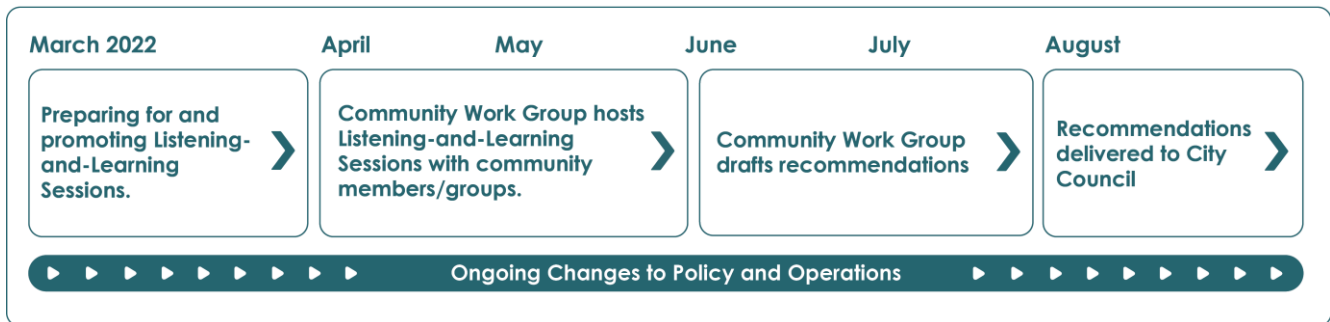 March 2022 April May June July August
Preparing for and
promoting Listening-
and-Learning
Sessions.
Community Work Group hosts
Listening-and-Learning
Sessions with community
members/groups.
Community Work Group
drafts recommendations
Recommendations
delivered to City
Council
Ongoing Changes to Policy and Operations